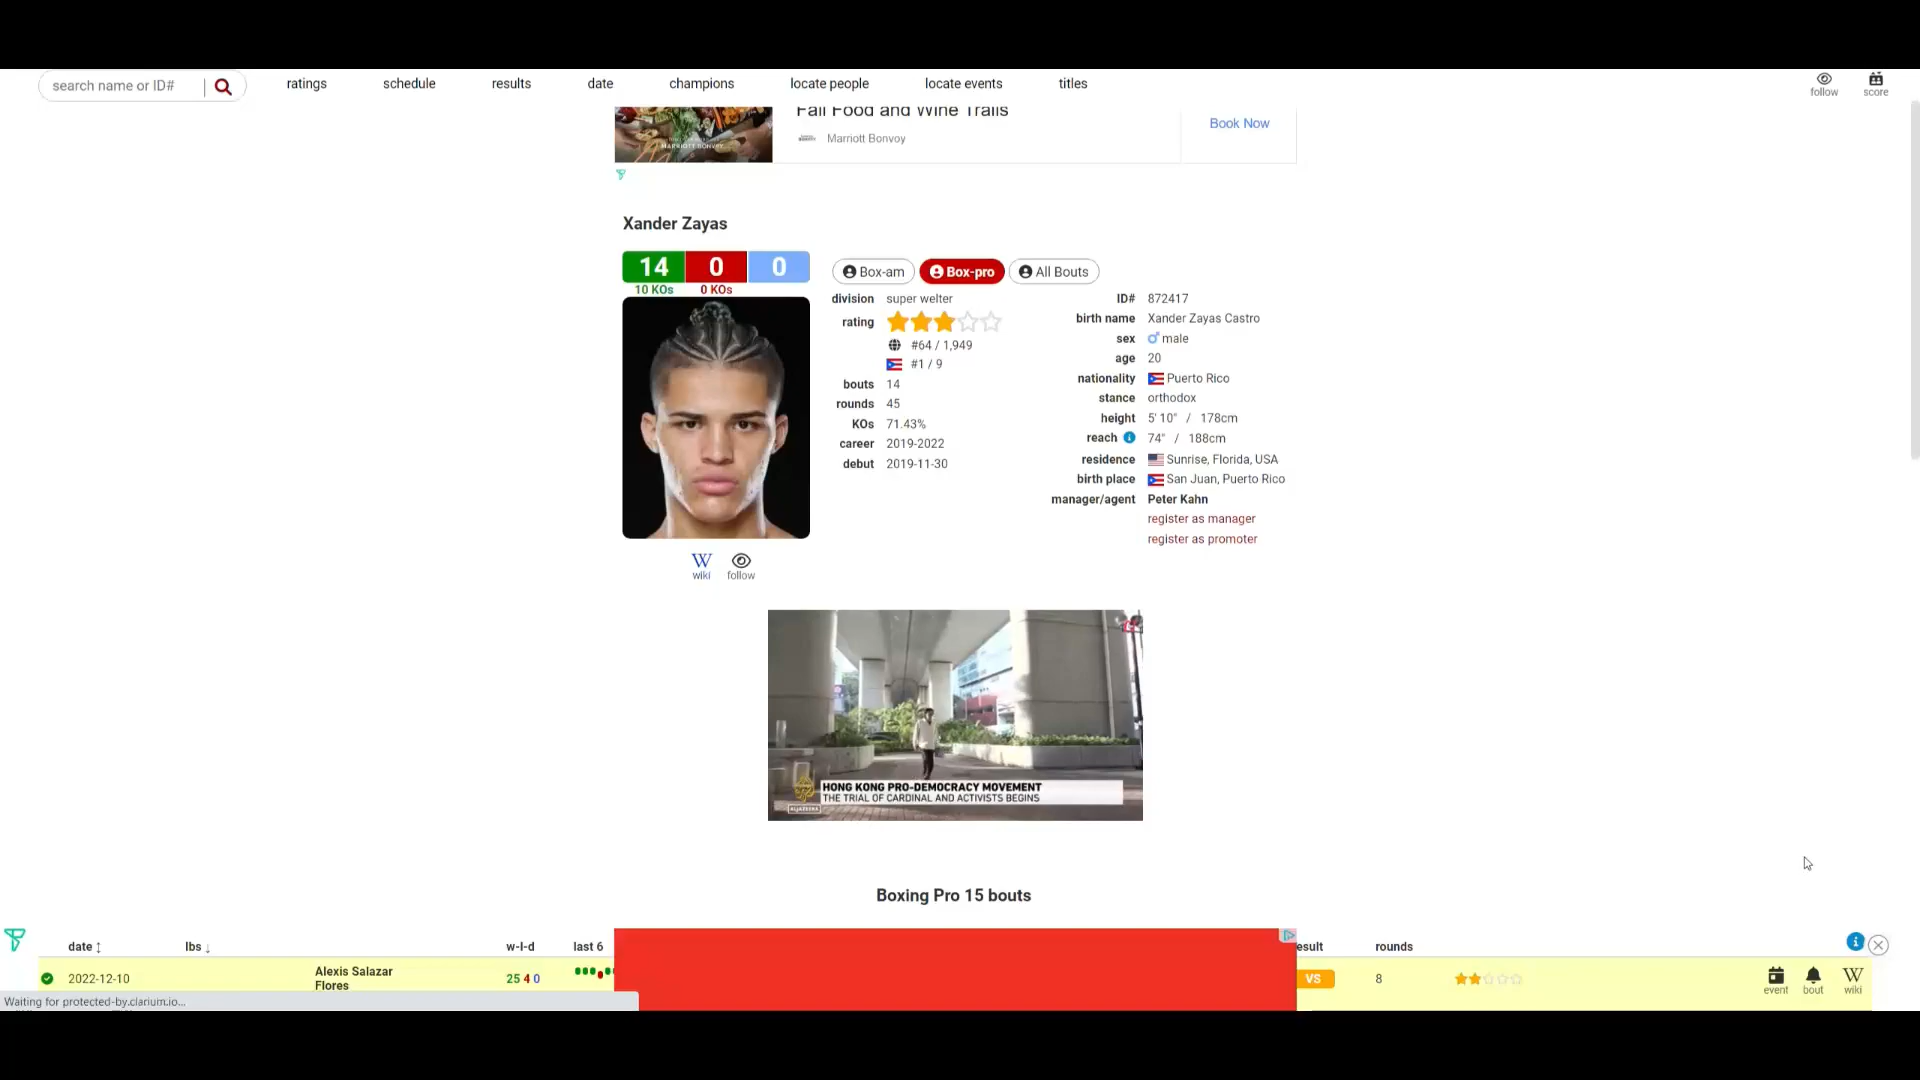 search name or ID#
ratings
schedule
results
date
champions
locate people
locate events
titles
follow
score
Fall Food and Wine Trails
MARRIOTT BONVOY
Marriott Bonvoy
Book Now
Xander Zayas
14 0 0
10 KOs 0 KOs
Box-am Box-pro All Bouts
division super welter
rating
#64 / 1,949
#1 / 9
bouts 14
rounds 45
KOs 71.43%
career 2019-2022
debut 2019-11-30
ID# 872417
birth name Xander Zayas Castro
sex male
age 20
nationality Puerto Rico
stance orthodox
height 5' 10" / 178cm
reach 74" / 188cm
residence Sunrise, Florida, USA
birth place San Juan, Puerto Rico
manager/agent Peter Kahn
register as manager
register as promoter
W
wiki
follow
HONG KONG PRO-DEMOCRACY MOVEMENT
THE TRIAL OF CARDINAL AND ACTIVISTS BEGINS
ALJAZEERA
Boxing Pro 15 bouts
date lbs w-l-d last 6 esult rounds
2022-12-10 Alexis Salazar
Flores 25 4 0 VS 8
event bout wiki
Waiting for protected-by.clarium.io...